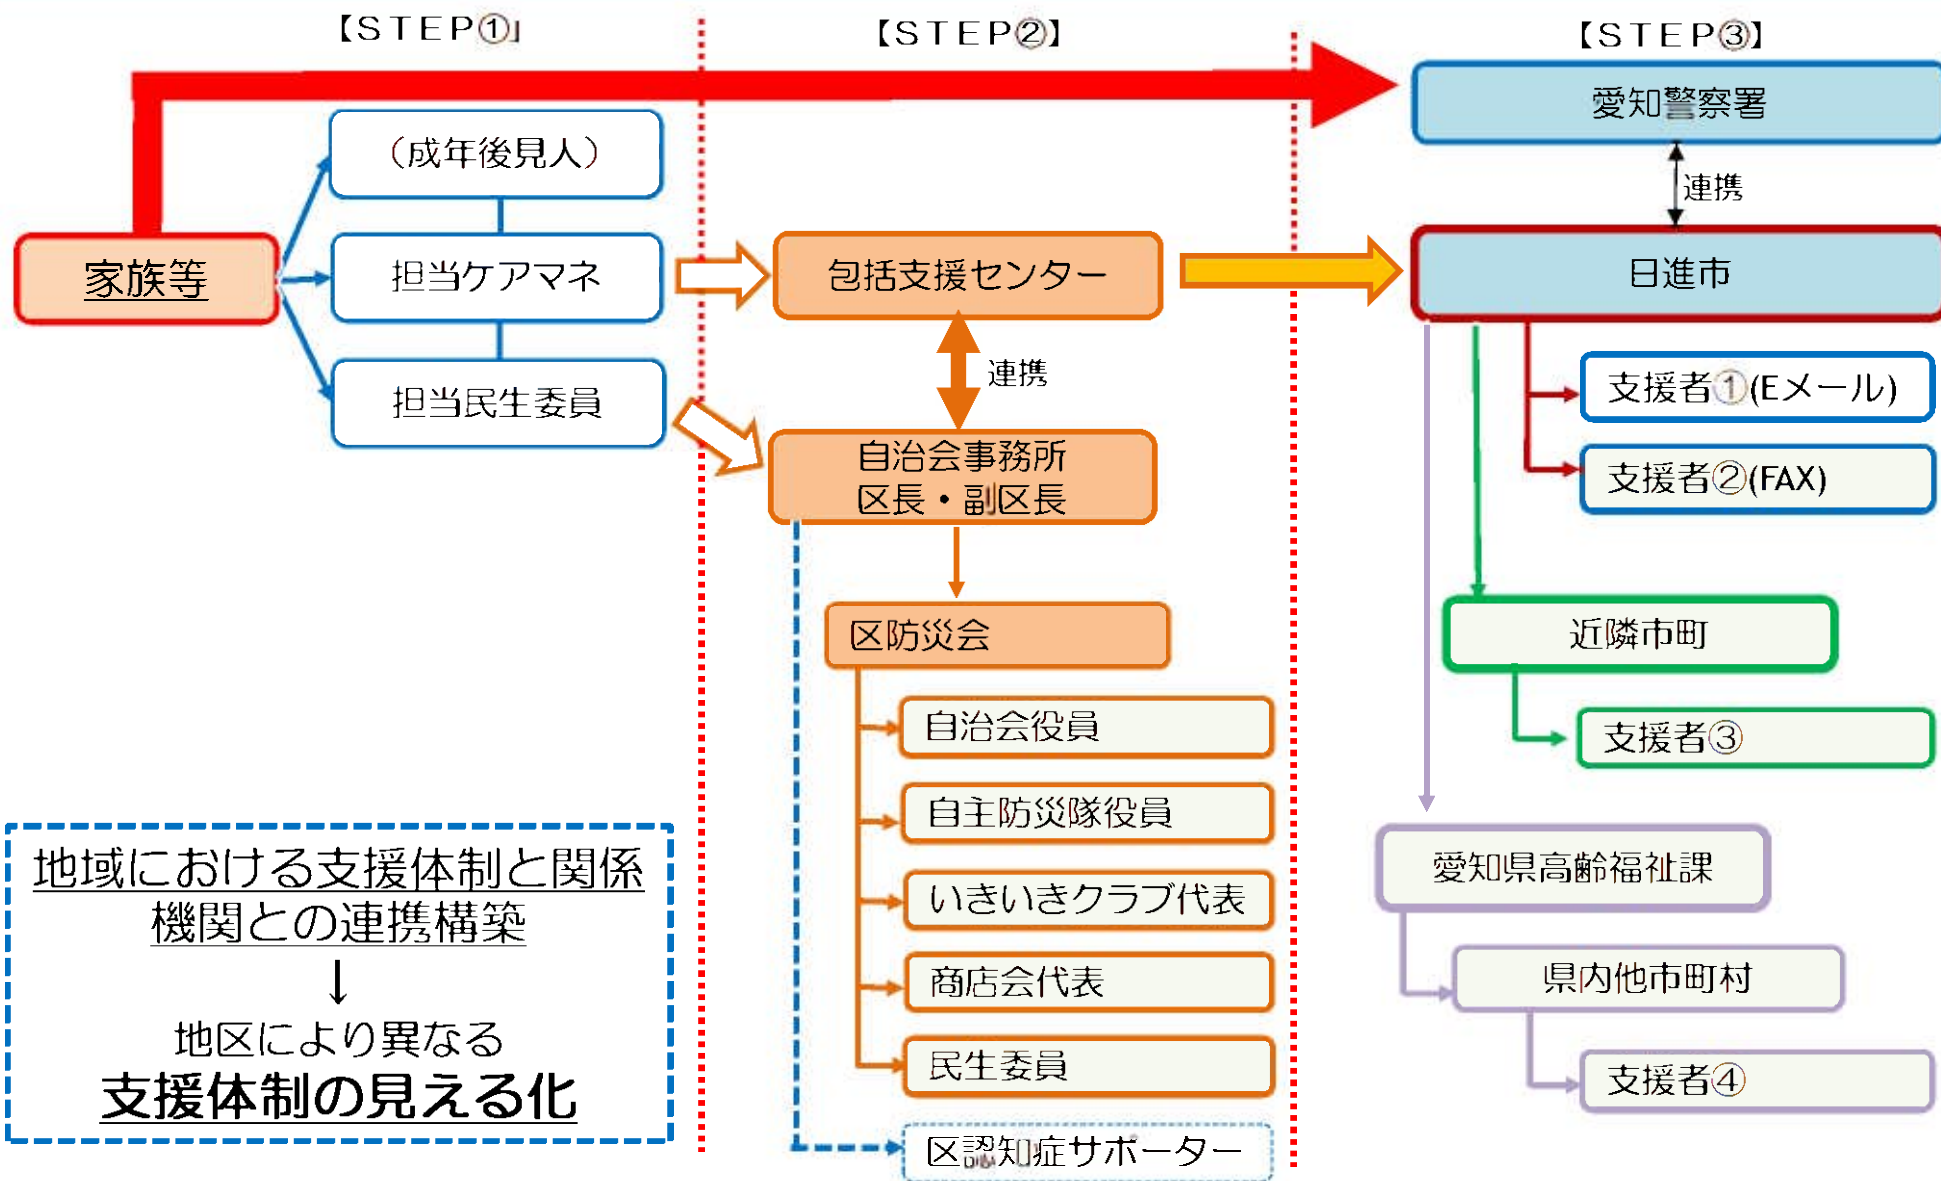 【STEP①】
【STEP②】
【STEP③】
愛知警察署
(成年後見人)
連携
家族等
担当ケアマネ
包括支援センター
日進市
担当民生委員
連携
支援者①(Eメール)
自治会事務所
区長・副区長
支援者②(FAX)
区防災会
近隣市町
自治会役員
支援者③
自主防災隊役員
いきいきクラブ代表
愛知県高齢福祉課
商店会代表
県内他市町村
民生委員
支援者④
区認知症サポーター
地域における支援体制と関係
機関との連携構築
↓
地区により異なる
支援体制の見える化